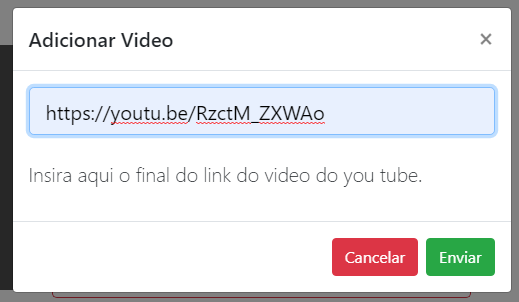 Adicionar Video
×
https://youtu.be/RzctM_ZXWAo
Insira aqui o final do link do video do you tube.
Cancelar Enviar